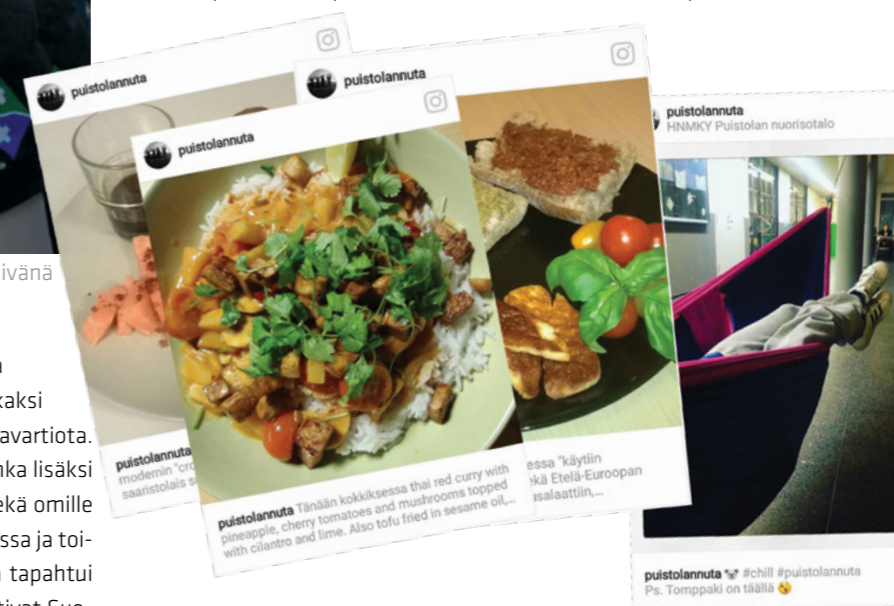 ivänä
kaksi
avartiota.
nka lisäksi
ekä omille
ssa ja toi-
tapahtui
puistolannuta
puistolannuta
modernin "cro
saaristolais s
puistolannuta
essa "käytiin
ekä Etelä-Euroopan
usalaattiin,...
puistolannuta
puistolannuta Tänään kokkiksessa thai red curry with
pineapple, cherry tomatoes and mushrooms topped
with cilantro and lime. Also tofu fried in sesame oil,...
puistolannuta
HNMKY Puistolan nuorisotalo
puistolannuta 🐨 #chill #puistolannuta
Ps. Tomppaki on täällä 😲